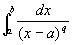 ∫_a^b dx/(x − a)^q